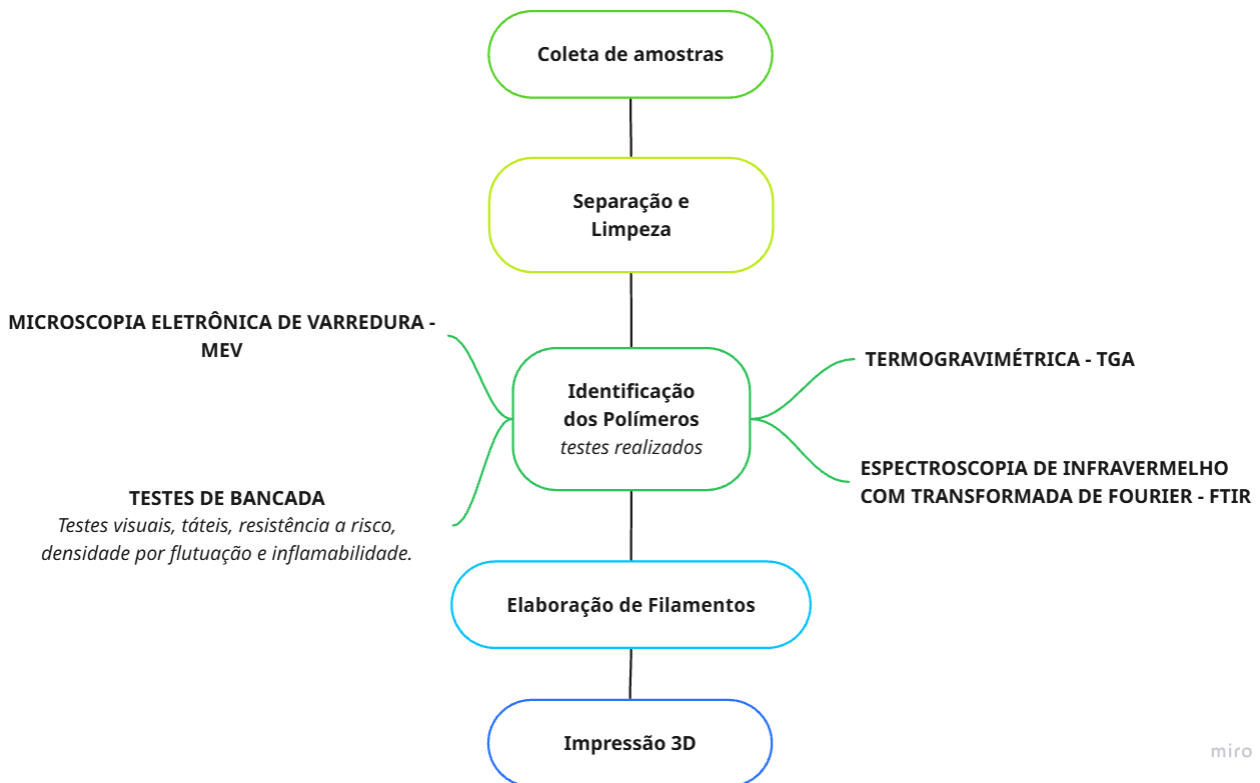 Coleta de amostras
Separação e
Limpeza
MICROSCOPIA ELETRÔNICA DE VARREDURA -
MEV
TESTES DE BANCADA
Testes visuais, táteis, resistência a risco,
densidade por flutuação e inflamabilidade.
Identificação
dos Polímeros
testes realizados
TERMOGRAVIMÉTRICA - TGA
ESPECTROSCOPIA DE INFRAVERMELHO
COM TRANSFORMADA DE FOURIER - FTIR
Elaboração de Filamentos
Impressão 3D
miro